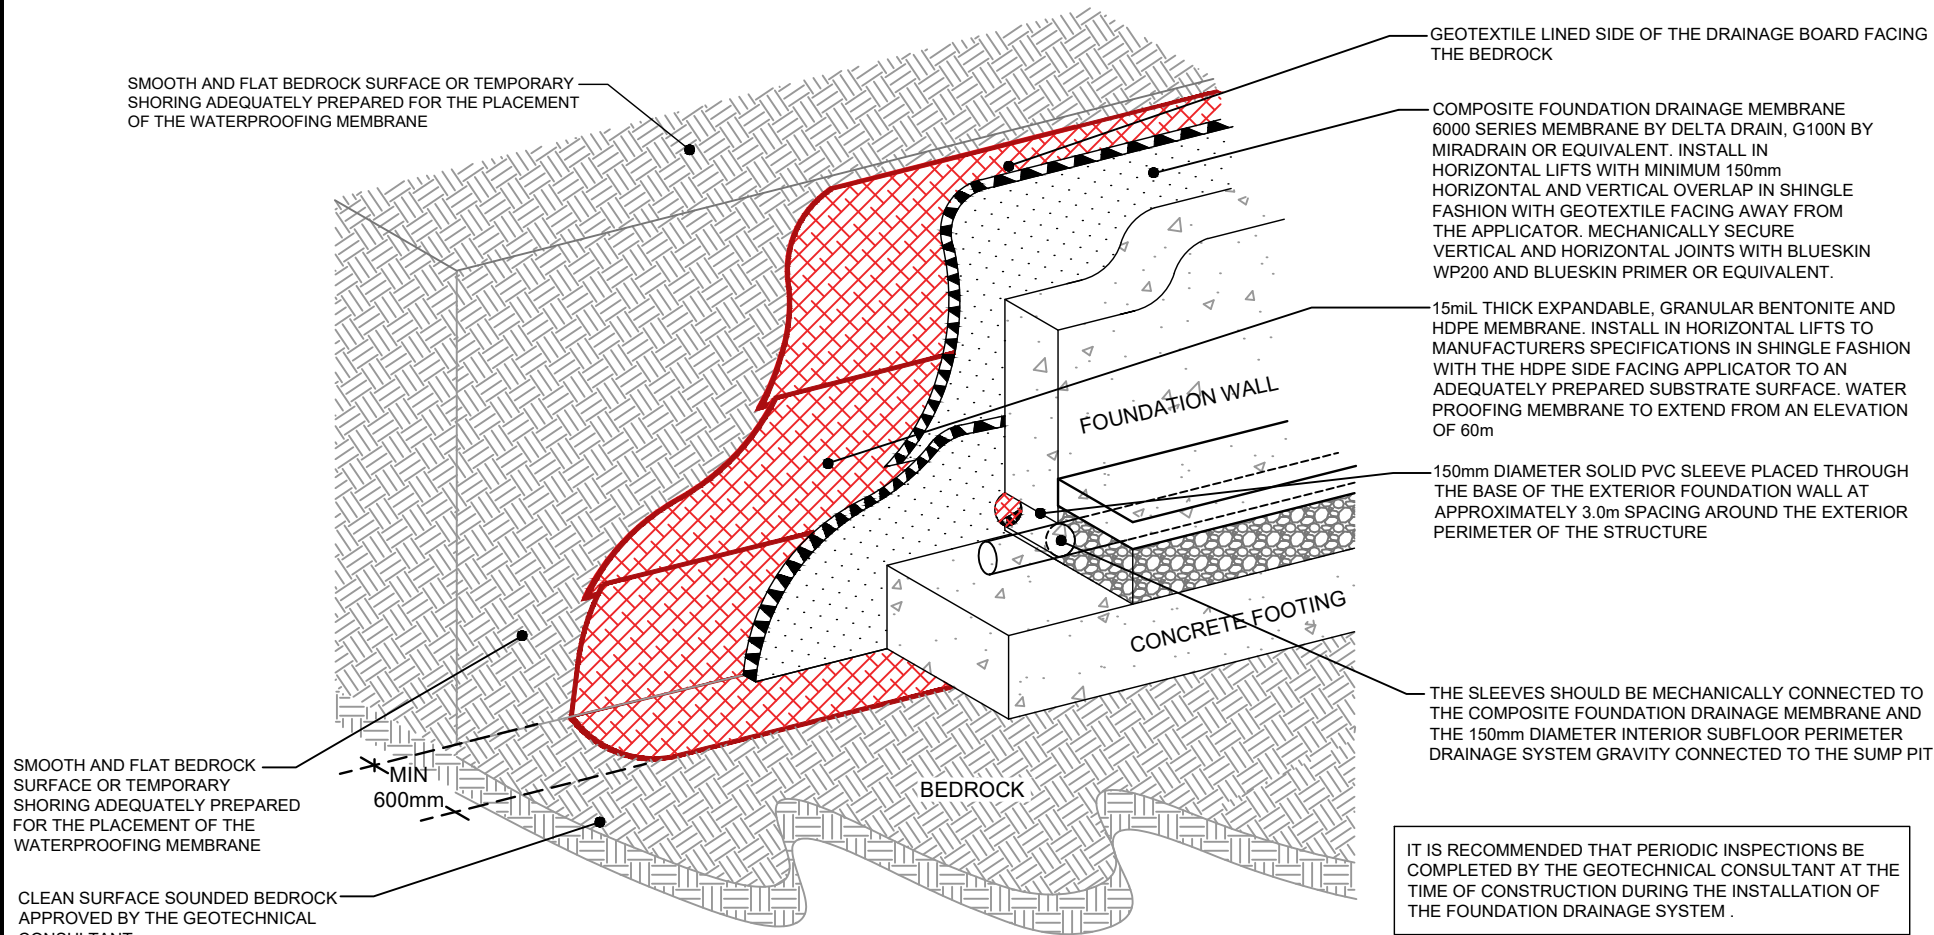 SMOOTH AND FLAT BEDROCK SURFACE OR TEMPORARY
SHORING ADEQUATELY PREPARED FOR THE PLACEMENT
OF THE WATERPROOFING MEMBRANE
GEOTEXTILE LINED SIDE OF THE DRAINAGE BOARD FACING
THE BEDROCK
COMPOSITE FOUNDATION DRAINAGE MEMBRANE
6000 SERIES MEMBRANE BY DELTA DRAIN, G100N BY
MIRADRAIN OR EQUIVALENT. INSTALL IN
HORIZONTAL LIFTS WITH MINIMUM 150mm
HORIZONTAL AND VERTICAL OVERLAP IN SHINGLE
FASHION WITH GEOTEXTILE FACING AWAY FROM
THE APPLICATOR. MECHANICALLY SECURE
VERTICAL AND HORIZONTAL JOINTS WITH BLUESKIN
WP200 AND BLUESKIN PRIMER OR EQUIVALENT.
15miL THICK EXPANDABLE, GRANULAR BENTONITE AND
HDPE MEMBRANE. INSTALL IN HORIZONTAL LIFTS TO
MANUFACTURERS SPECIFICATIONS IN SHINGLE FASHION
WITH THE HDPE SIDE FACING APPLICATOR TO AN
ADEQUATELY PREPARED SUBSTRATE SURFACE. WATER
PROOFING MEMBRANE TO EXTEND FROM AN ELEVATION
OF 60m
FOUNDATION WALL
150mm DIAMETER SOLID PVC SLEEVE PLACED THROUGH
THE BASE OF THE EXTERIOR FOUNDATION WALL AT
APPROXIMATELY 3.0m SPACING AROUND THE EXTERIOR
PERIMETER OF THE STRUCTURE
CONCRETE FOOTING
THE SLEEVES SHOULD BE MECHANICALLY CONNECTED TO
THE COMPOSITE FOUNDATION DRAINAGE MEMBRANE AND
THE 150mm DIAMETER INTERIOR SUBFLOOR PERIMETER
DRAINAGE SYSTEM GRAVITY CONNECTED TO THE SUMP PIT
SMOOTH AND FLAT BEDROCK
SURFACE OR TEMPORARY
SHORING ADEQUATELY PREPARED
FOR THE PLACEMENT OF THE
WATERPROOFING MEMBRANE
MIN
600mm
BEDROCK
CLEAN SURFACE SOUNDED BEDROCK
APPROVED BY THE GEOTECHNICAL
CONSULTANT
IT IS RECOMMENDED THAT PERIODIC INSPECTIONS BE
COMPLETED BY THE GEOTECHNICAL CONSULTANT AT THE
TIME OF CONSTRUCTION DURING THE INSTALLATION OF
THE FOUNDATION DRAINAGE SYSTEM .